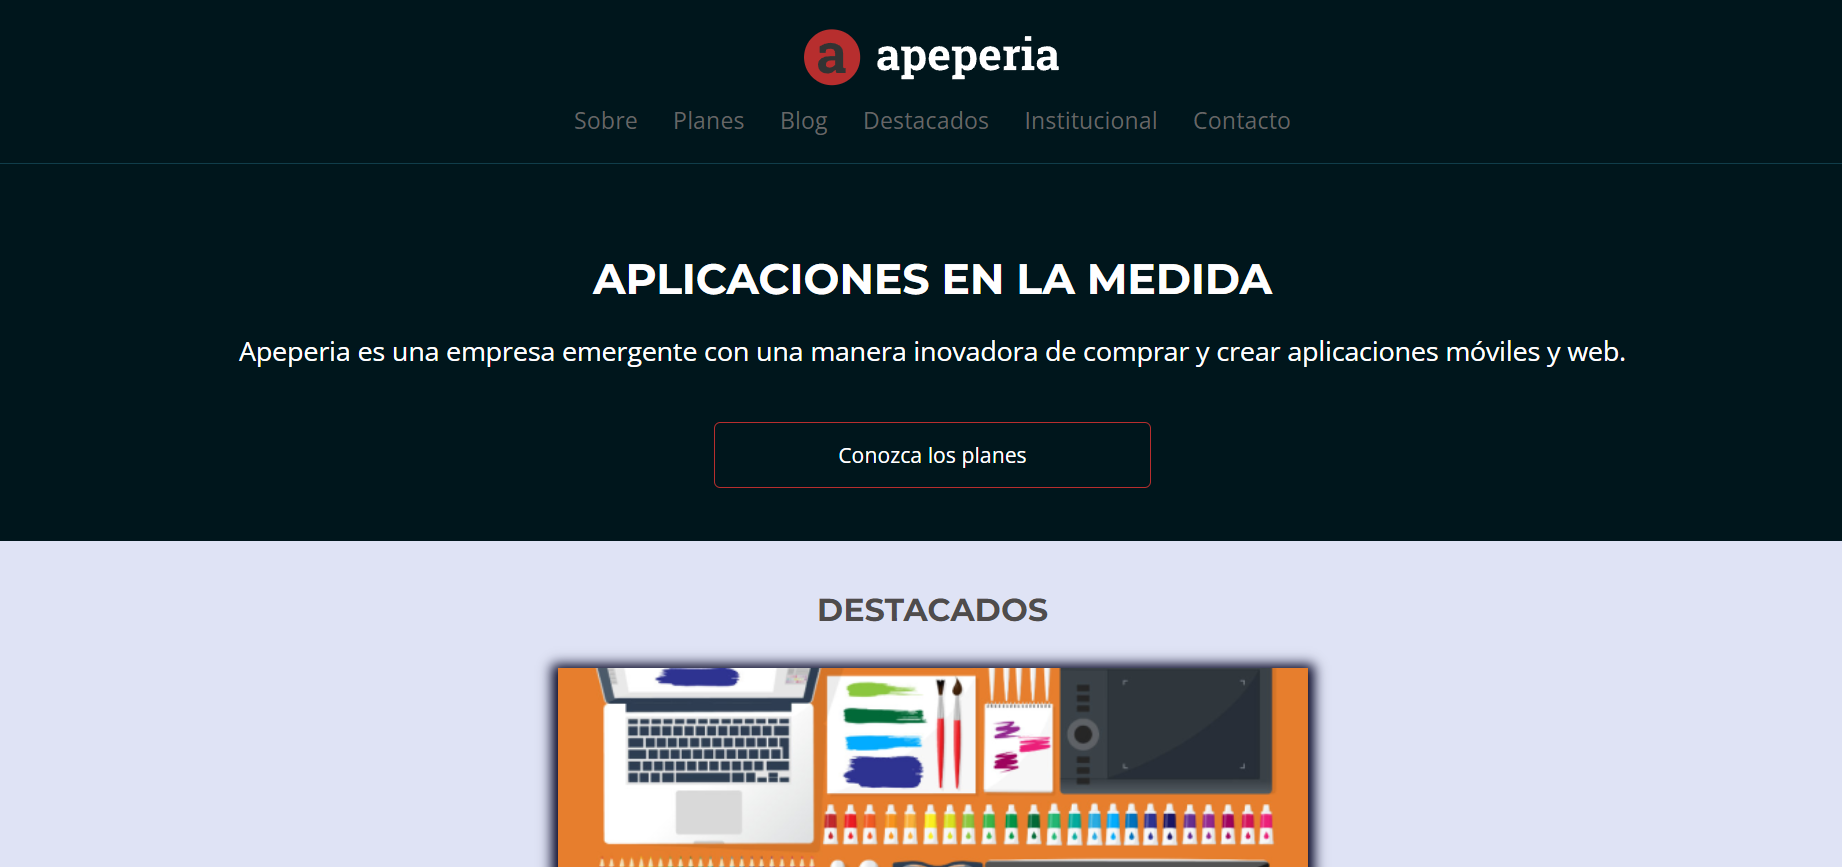 a apeperia
Sobre Planes Blog Destacados Institucional Contacto
APLICACIONES EN LA MEDIDA
Apeperia es una empresa emergente con una manera inovadora de comprar y crear aplicaciones móviles y web.
Conozca los planes
DESTACADOS